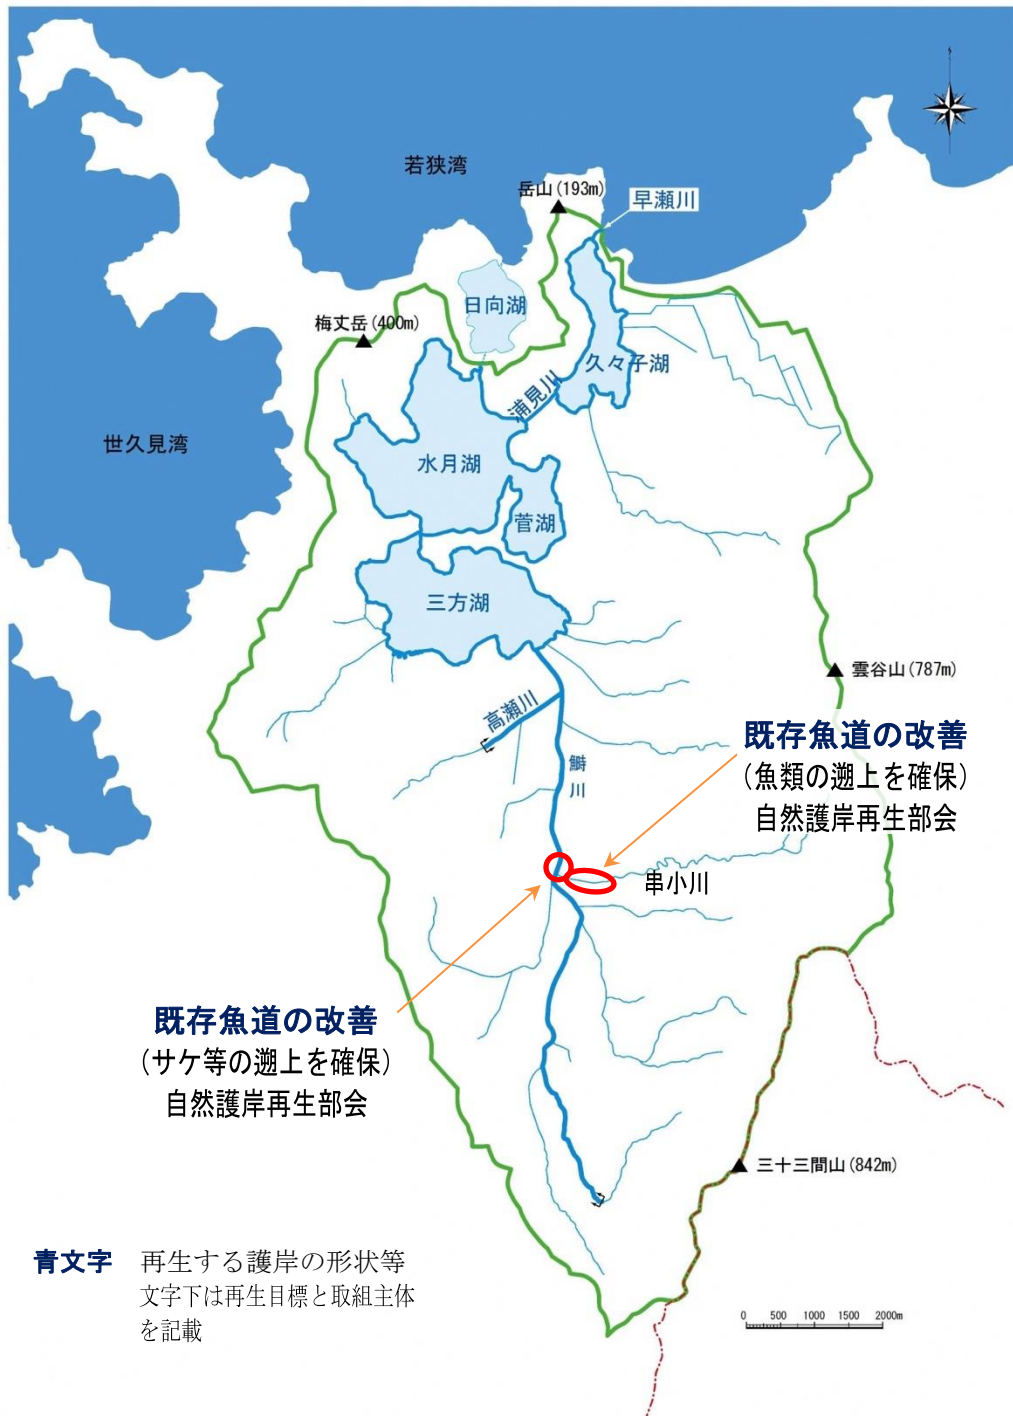 若狭湾
岳山(193m)
早瀬川
日向湖
梅丈岳(400m)
久々子湖
浦見川
世久見湾
水月湖
菅湖
三方湖
雲谷山(787m)
高瀬川
既存魚道の改善
(魚類の遡上を確保)
自然護岸再生部会
鰣川
串小川
既存魚道の改善
(サケ等の遡上を確保)
自然護岸再生部会
三十三間山(842m)
青文字 再生する護岸の形状等
文字下は再生目標と取組主体
を記載
0 500 1000 1500 2000m